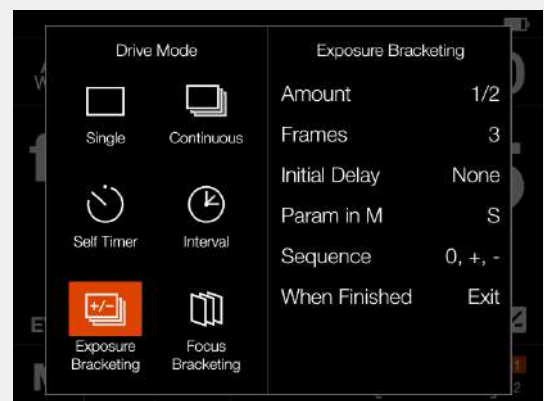 Drive Mode
Single
Continuous
Self Timer
Interval
+/-
Exposure
Bracketing
Focus
Bracketing
Exposure Bracketing
Amount 1/2
Frames 3
Initial Delay None
Param in M S
Sequence 0, +, -
When Finished Exit